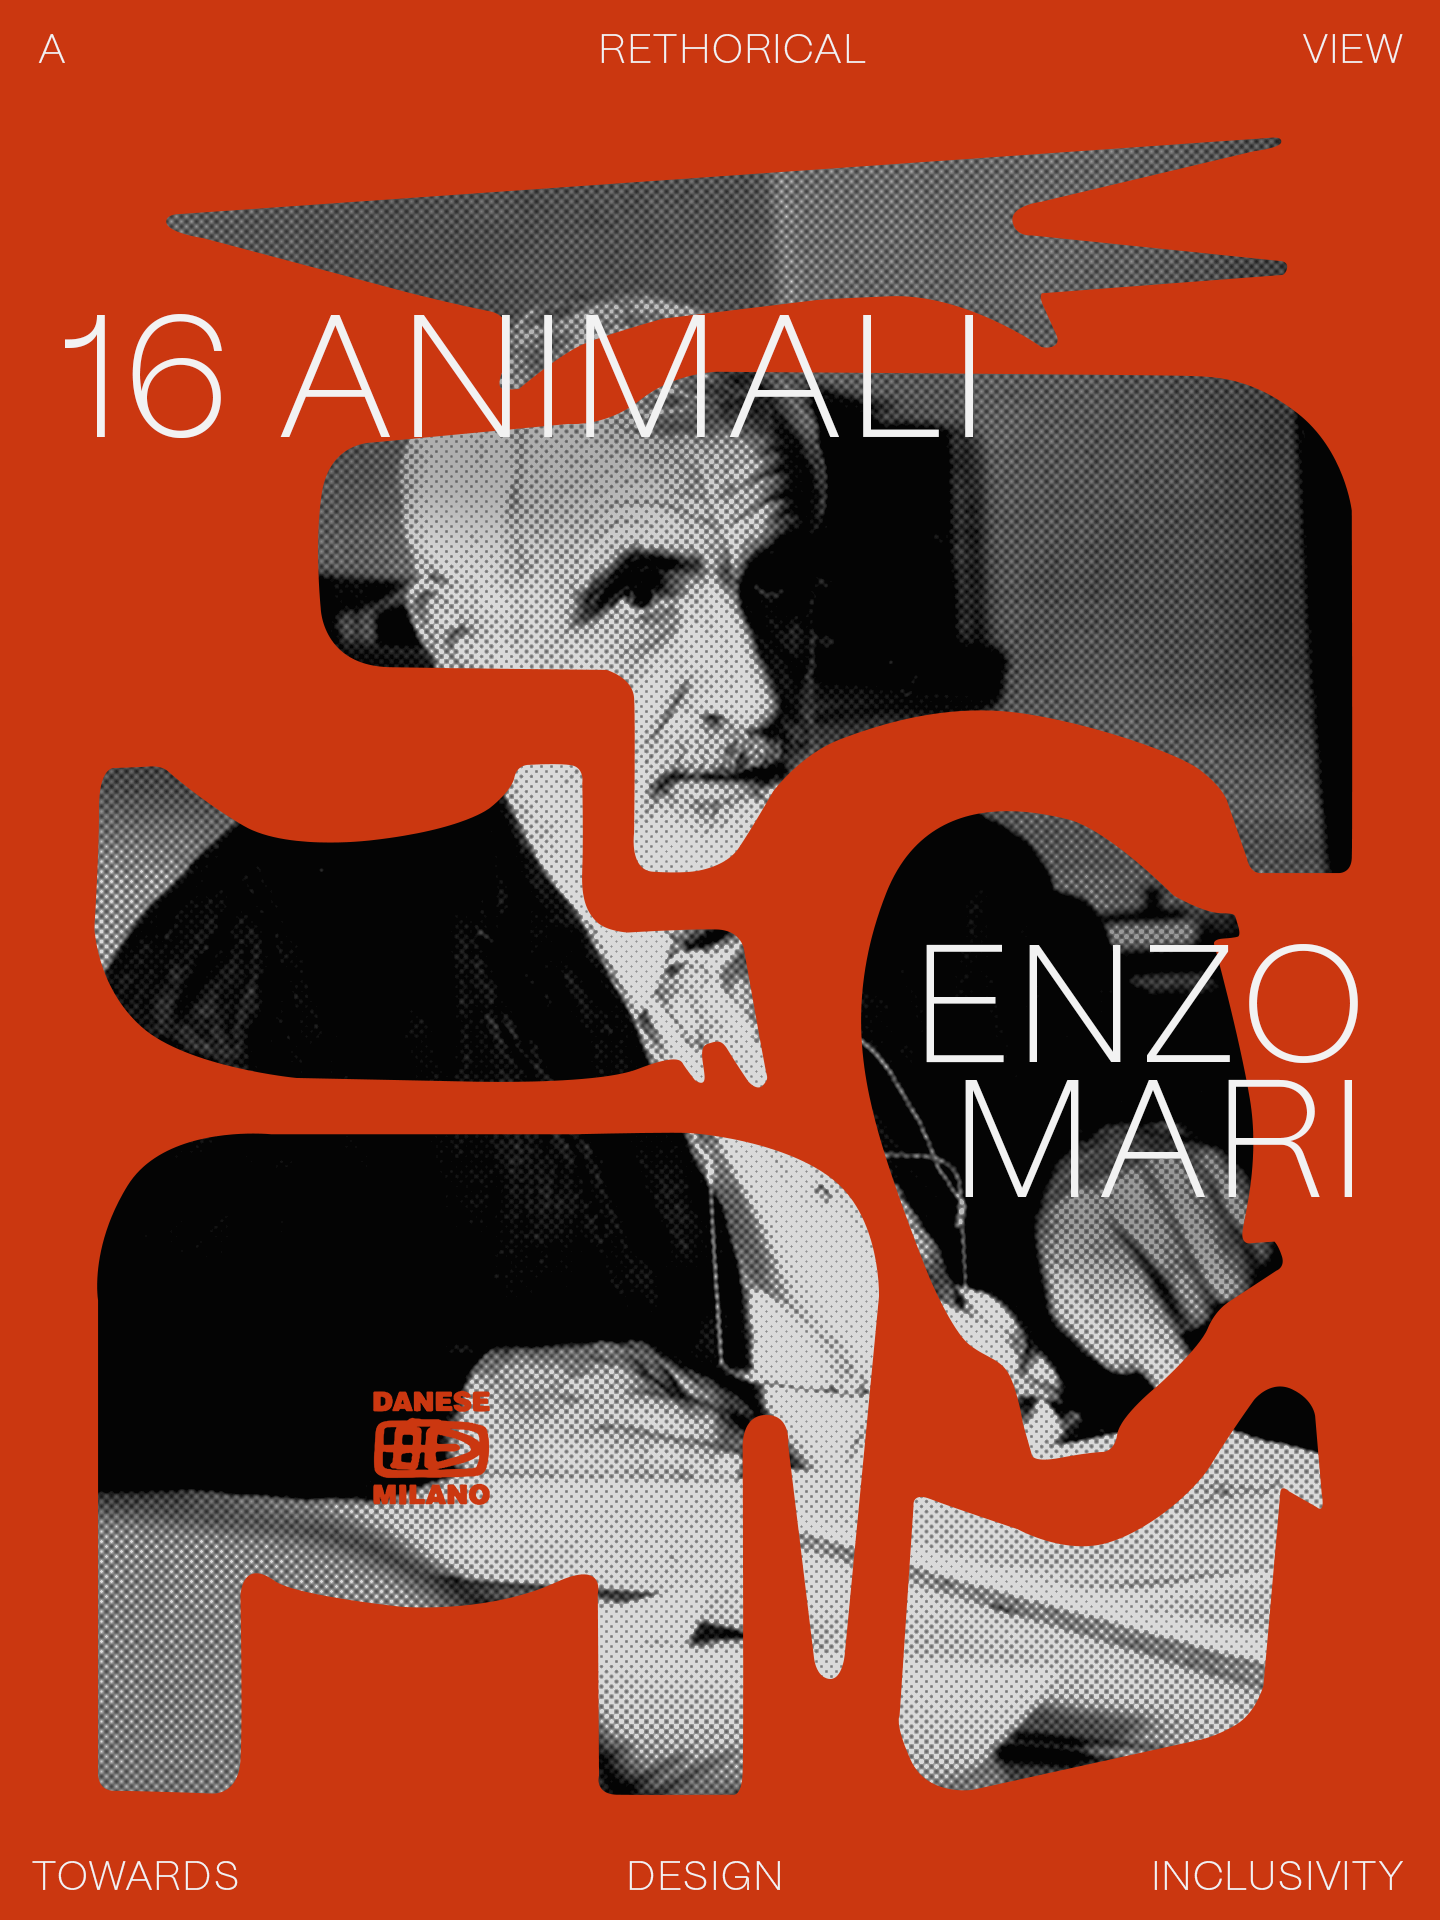 A RETHORICAL VIEW
16 ANIMALI
ENZO
MARI
DANESE
MILANO
TOWARDS DESIGN INCLUSIVITY